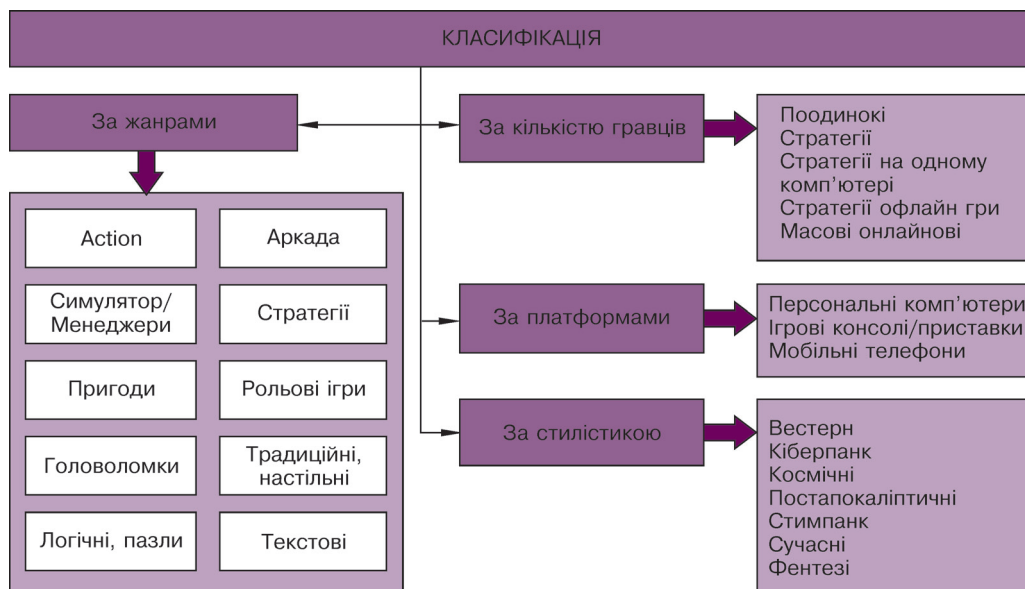 КЛАСИФІКАЦІЯ
За жанрами
Action
Аркада
Симулятор/
Менеджери
Стратегії
Пригоди
Рольові ігри
Головоломки
Традиційні,
настільні
Логічні, пазли
Текстові
За кількістю гравців
Поодинокі
Стратегії
Стратегії на одному
комп’ютері
Стратегії офлайн гри
Масові онлайнові
За платформами
Персональні комп’ютери
Ігрові консолі/приставки
Мобільні телефони
За стилістикою
Вестерн
Кіберпанк
Космічні
Постапокаліптичні
Стимпанк
Сучасні
Фентезі